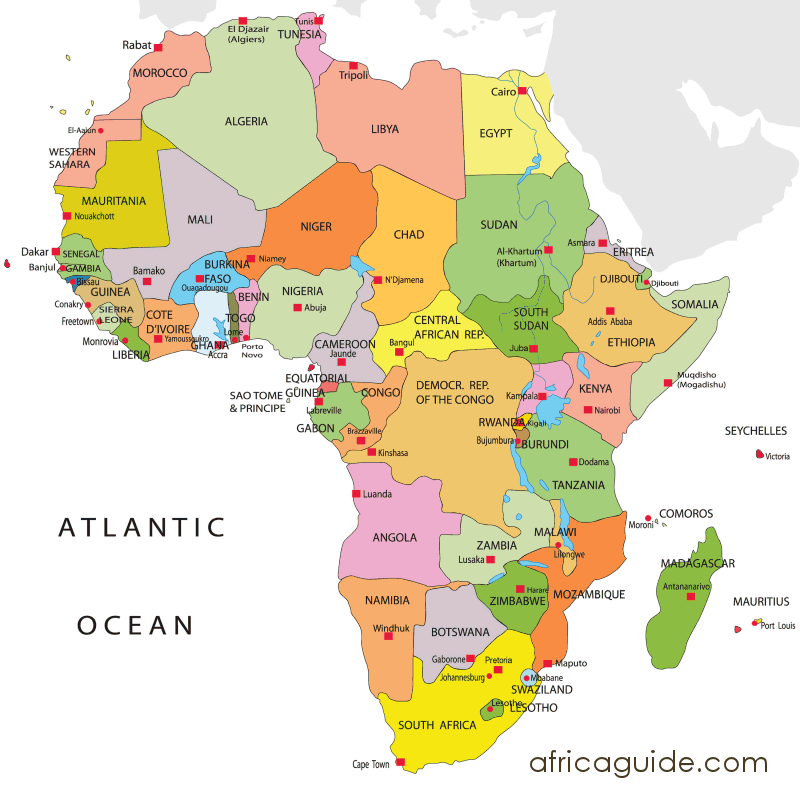 Tunis
El Djazair
(Algiers)
TUNESIA
Rabat
MOROCCO
Tripoli
Cairo
ALGERIA
LIBYA
EGYPT
El-Aaiun
WESTERN
SAHARA
MAURITANIA
Nouakchott
MALI
NIGER
CHAD
SUDAN
Al-Khartum
(Khartum)
Asmara
ERITREA
Dakar
SENEGAL
Banjul
GAMBIA
Bissau
Bamako
BURKINA
FASO
Ouagadougou
Niamey
N'Djamena
DJIBOUTI
Djibouti
GUINEA
Conakry
SIERRA
LEONE
Freetown
COTE
D'IVOIRE
Yamoussoukro
Monrovia
LIBERIA
GHANA
Accra
TOGO
Lome
BENIN
Porto
Novo
NIGERIA
Abuja
SOMALIA
Addis Ababa
ETHIOPIA
SOUTH
SUDAN
Juba
CENTRAL
AFRICAN REP.
Bangui
CAMEROON
Jaunde
EQUATORIAL
GUINEA
SAO TOME
& PRINCIPE
Labreville
GABON
CONGO
Brazzaville
Kinshasa
DEMOCR. REP.
OF THE CONGO
Kampala
KENYA
Nairobi
Muqdisho
(Mogadishu)
RWANDA
Kigali
Bujumbura
BURUNDI
Dodama
TANZANIA
SEYCHELLES
Victoria
Luanda
ANGOLA
ATLANTIC
OCEAN
ZAMBIA
Lusaka
MALAWI
Lilongwe
COMOROS
Moroni
MADAGASCAR
Antananarivo
MAURITIUS
Port Louis
NAMIBIA
Windhuk
BOTSWANA
Gaborone
ZIMBABWE
Harare
MOZAMBIQUE
Maputo
Pretoria
Johannesburg
Mbabane
SWAZILAND
Lesotho
LESOTHO
SOUTH AFRICA
Cape Town
africaguide.com